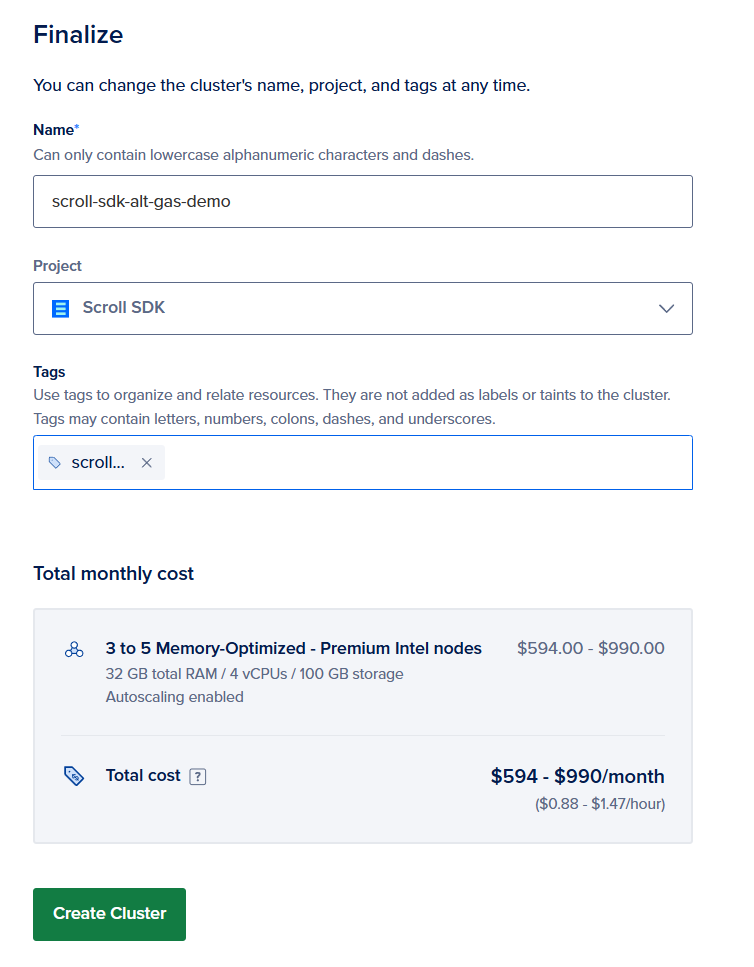 Finalize
You can change the cluster's name, project, and tags at any time.
Name*
Can only contain lowercase alphanumeric characters and dashes.
scroll-sdk-alt-gas-demo
Project
Scroll SDK
Tags
Use tags to organize and relate resources. They are not added as labels or taints to the cluster.
Tags may contain letters, numbers, colons, dashes, and underscores.
scroll...
Total monthly cost
3 to 5 Memory-Optimized - Premium Intel nodes $594.00 - $990.00
32 GB total RAM / 4 vCPUs / 100 GB storage
Autoscaling enabled
Total cost ? $594 - $990/month
($0.88 - $1.47/hour)
Create Cluster